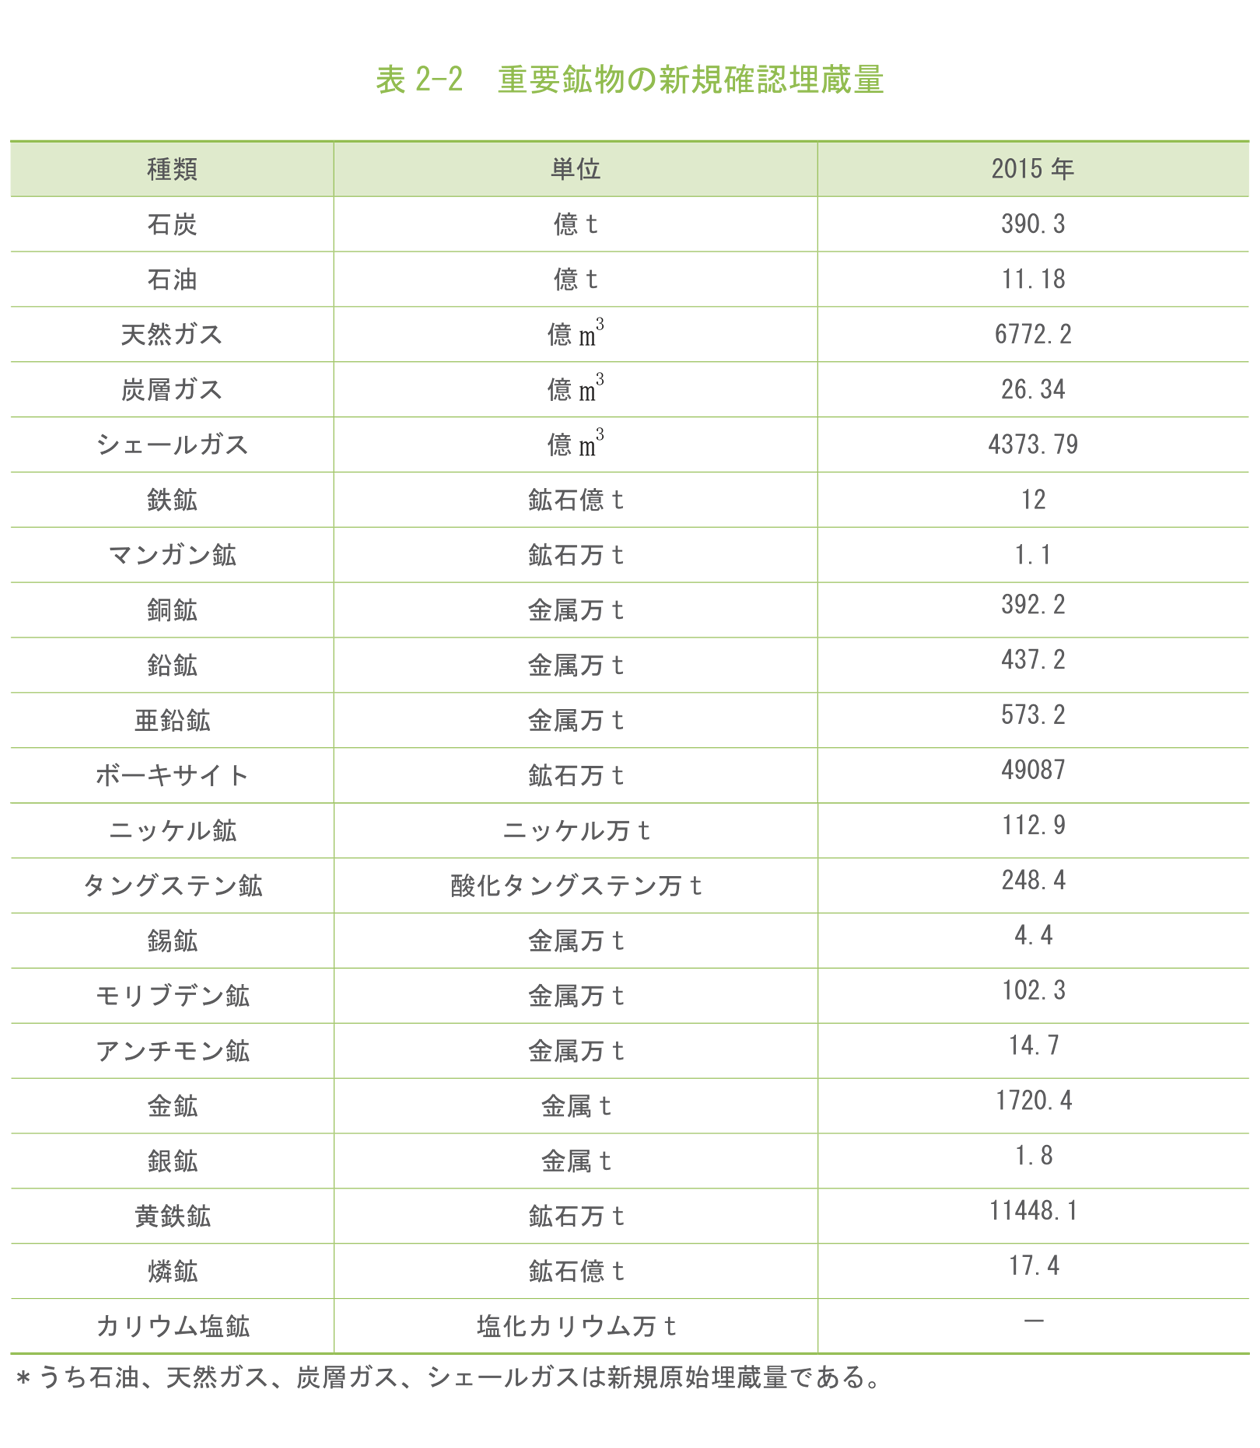 表 2-2　重要鉱物の新規確認埋蔵量
種類 単位 2015 年
石炭 億 t 390.3
石油 億 t 11.18
天然ガス 億 m³ 6772.2
炭層ガス 億 m³ 26.34
シェールガス 億 m³ 4373.79
鉄鉱 鉱石億 t 12
マンガン鉱 鉱石万 t 1.1
銅鉱 金属万 t 392.2
鉛鉱 金属万 t 437.2
亜鉛鉱 金属万 t 573.2
ボーキサイト 鉱石万 t 49087
ニッケル鉱 ニッケル万 t 112.9
タングステン鉱 酸化タングステン万 t 248.4
錫鉱 金属万 t 4.4
モリブデン鉱 金属万 t 102.3
アンチモン鉱 金属万 t 14.7
金鉱 金属 t 1720.4
銀鉱 金属 t 1.8
黄鉄鉱 鉱石万 t 11448.1
燐鉱 鉱石億 t 17.4
カリウム塩鉱 塩化カリウム万 t －
* うち石油、天然ガス、炭層ガス、シェールガスは新規原始埋蔵量である。